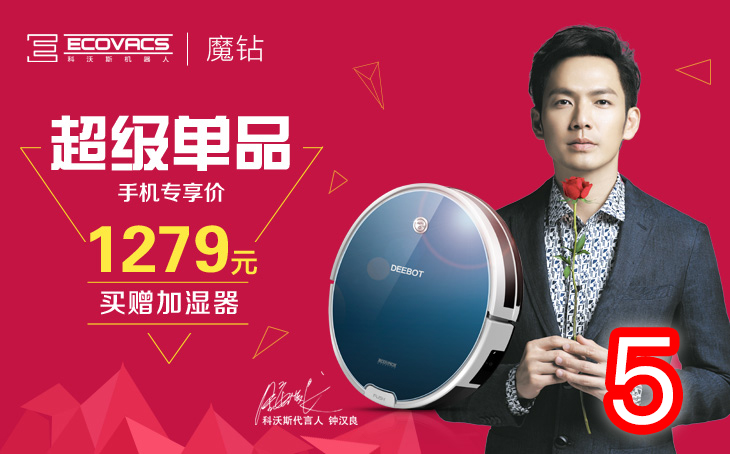 ECOVACS
科沃斯机器人
魔钻
超级单品
手机专享价
1279元
买赠加湿器
DEEBOT
ECOVACS
科沃斯代言人 钟汉良
5